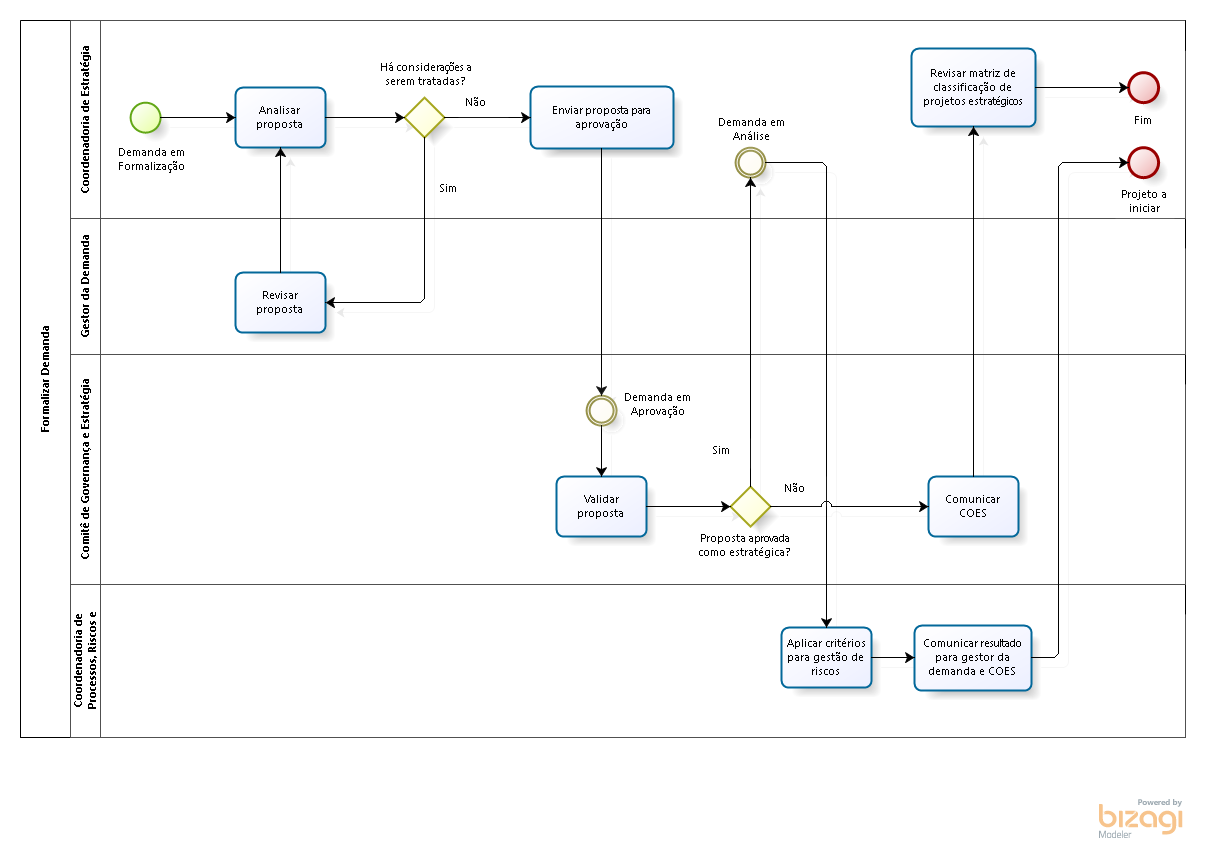 Formalizar Demanda
Coordenadoria de Estratégia
Demanda em
Formalização
Analisar
proposta
Há considerações a
serem tratadas?
Não
Sim
Enviar proposta para
aprovação
Demanda em
Análise
Revisar matriz de
classificação de
projetos estratégicos
Fim
Projeto a
iniciar
Gestor da Demanda
Revisar
proposta
Comitê de Governança e Estratégia
Demanda em
Aprovação
Validar
proposta
Sim
Não
Proposta aprovada
como estratégica?
Comunicar
COES
Coordenadoria de
Processos, Riscos e
Aplicar critérios
para gestão de
riscos
Comunicar resultado
para gestor da
demanda e COES
Powered by
bizagi
Modeler